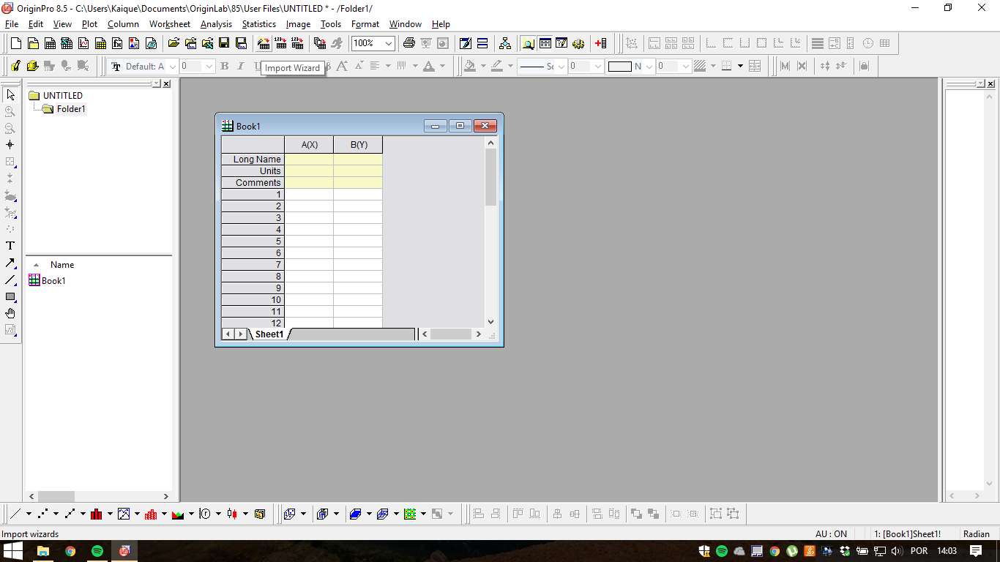 OriginPro 8.5 - C:\Users\Kaique\Documents\OriginLab\85\User Files\UNTITLED * - /Folder1/
File Edit View Plot Column Worksheet Analysis Statistics Image Tools Format Window Help
100%
Default: A 0 B I U Import Wizard β A A A 0 N 0
UNTITLED
Folder1
Book1
A(X) B(Y)
Long Name
Units
Comments
1
2
3
4
5
6
7
8
9
10
11
12
Sheet1
Name
Book1
T
Import wizards AU : ON 1: [Book1]Sheet1! Radian
POR 14:03